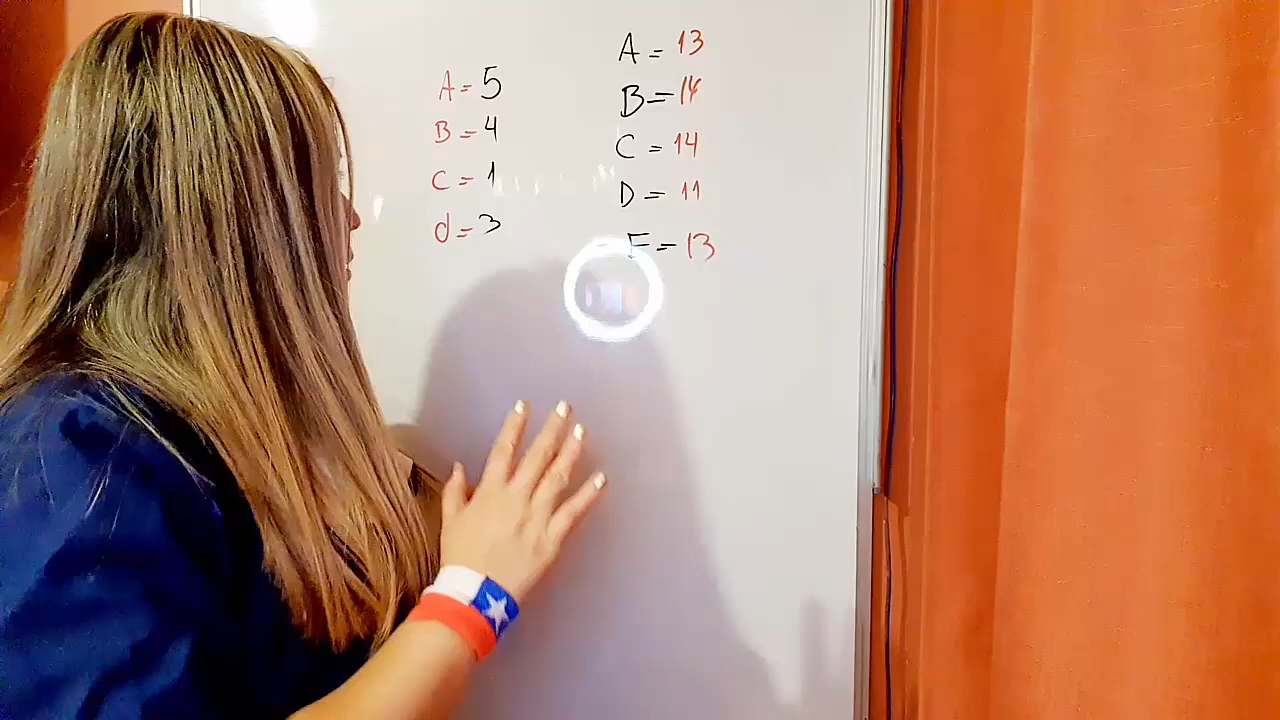 A = 5
B = 4
C = 1
d = 3
A = 13
B = 14
C = 14
D = 11
E = 13